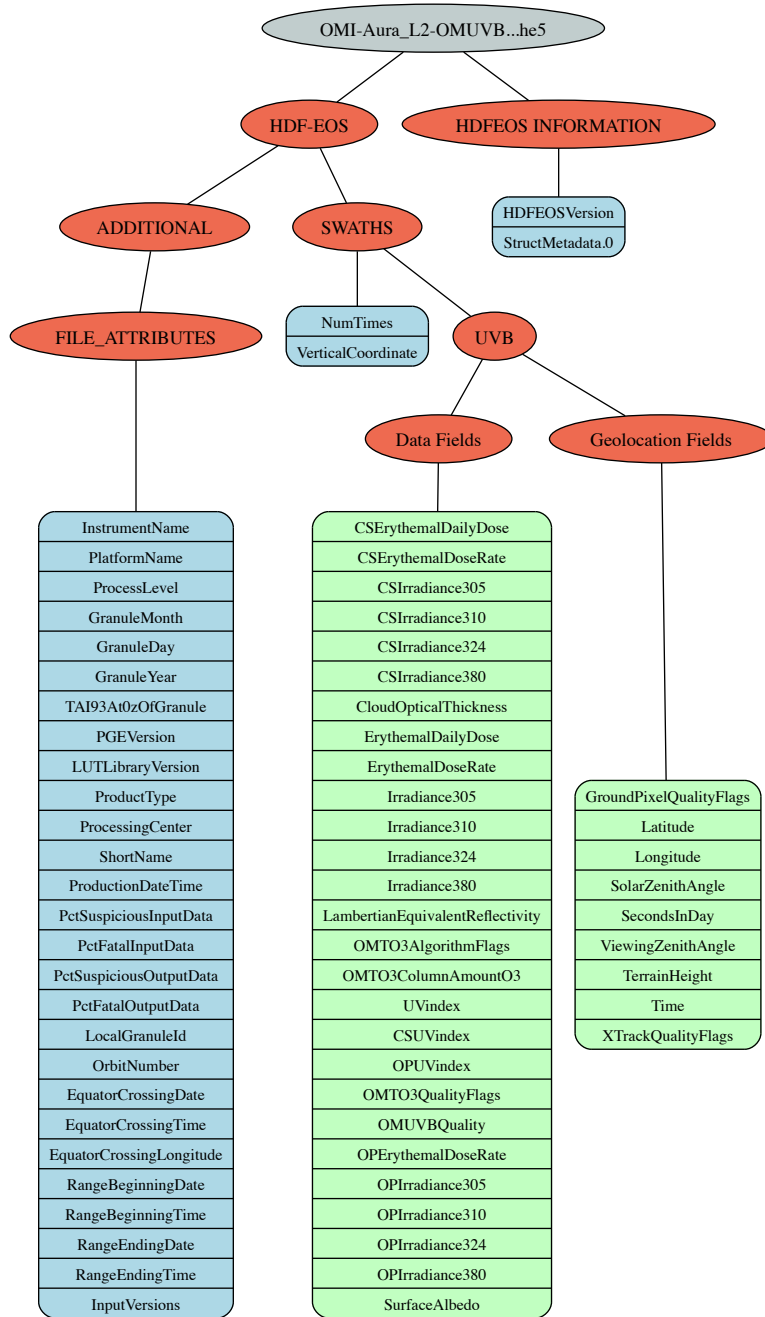 OMI-Aura_L2-OMUVB...he5
HDF-EOS
HDFEOS INFORMATION
ADDITIONAL
SWATHS
HDFEOSVersion
StructMetadata.0
FILE_ATTRIBUTES
NumTimes
VerticalCoordinate
UVB
Data Fields
Geolocation Fields
InstrumentName
PlatformName
ProcessLevel
GranuleMonth
GranuleDay
GranuleYear
TAI93At0zOfGranule
PGEVersion
LUTLibraryVersion
ProductType
ProcessingCenter
ShortName
ProductionDateTime
PctSuspiciousInputData
PctFatalInputData
PctSuspiciousOutputData
PctFatalOutputData
LocalGranuleId
OrbitNumber
EquatorCrossingDate
EquatorCrossingTime
EquatorCrossingLongitude
RangeBeginningDate
RangeBeginningTime
RangeEndingDate
RangeEndingTime
InputVersions
CSErythemalDailyDose
CSErythemalDoseRate
CSIrradiance305
CSIrradiance310
CSIrradiance324
CSIrradiance380
CloudOpticalThickness
ErythemalDailyDose
ErythemalDoseRate
Irradiance305
Irradiance310
Irradiance324
Irradiance380
LambertianEquivalentReflectivity
OMTO3AlgorithmFlags
OMTO3ColumnAmountO3
UVindex
CSUVindex
OPUVindex
OMTO3QualityFlags
OMUVBQuality
OPErythemalDoseRate
OPIrradiance305
OPIrradiance310
OPIrradiance324
OPIrradiance380
SurfaceAlbedo
GroundPixelQualityFlags
Latitude
Longitude
SolarZenithAngle
SecondsInDay
ViewingZenithAngle
TerrainHeight
Time
XTrackQualityFlags